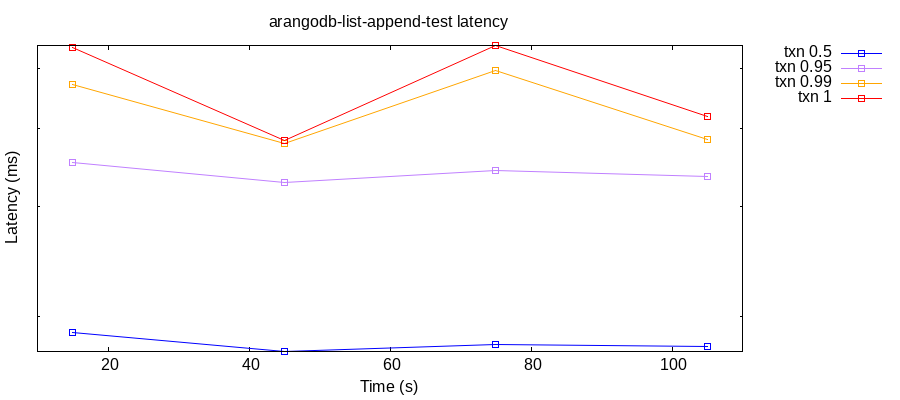 arangodb-list-append-test latency
txn 0.5
txn 0.95
txn 0.99
txn 1
Latency (ms)
20 40 60 80 100
Time (s)